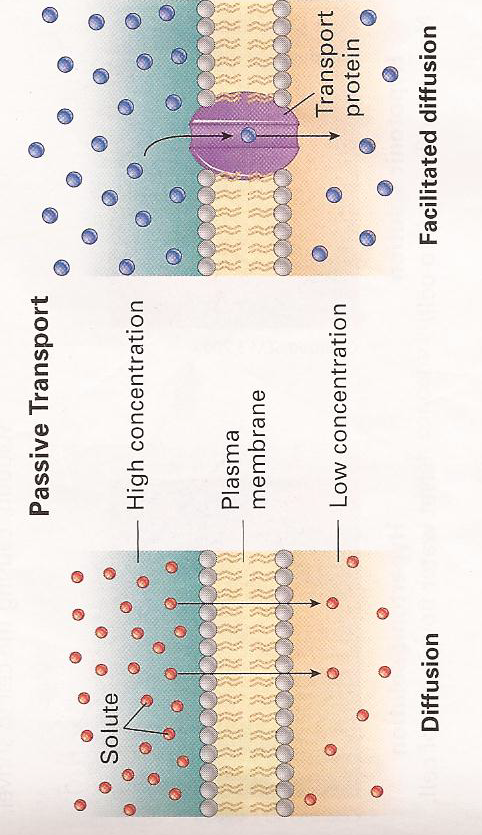 Passive Transport
Solute
High concentration
Plasma
membrane
Low concentration
Transport
protein
Diffusion
Facilitated diffusion